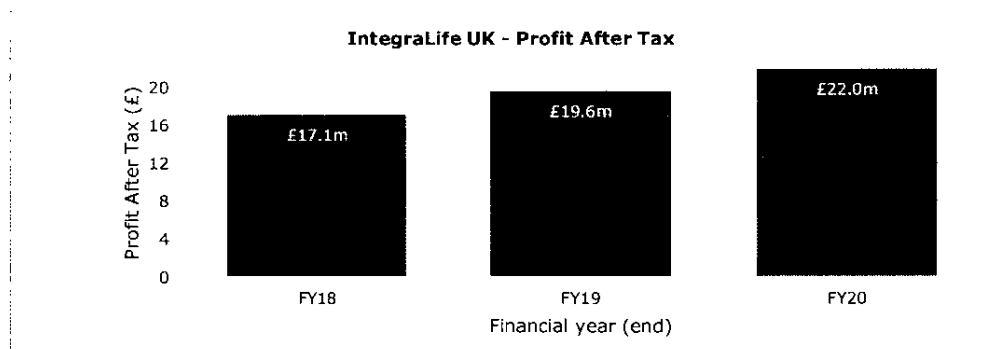 IntegraLife UK - Profit After Tax
Profit After Tax (£)
20
16
12
8
4
0
£17.1m
£19.6m
£22.0m
FY18
FY19
FY20
Financial year (end)